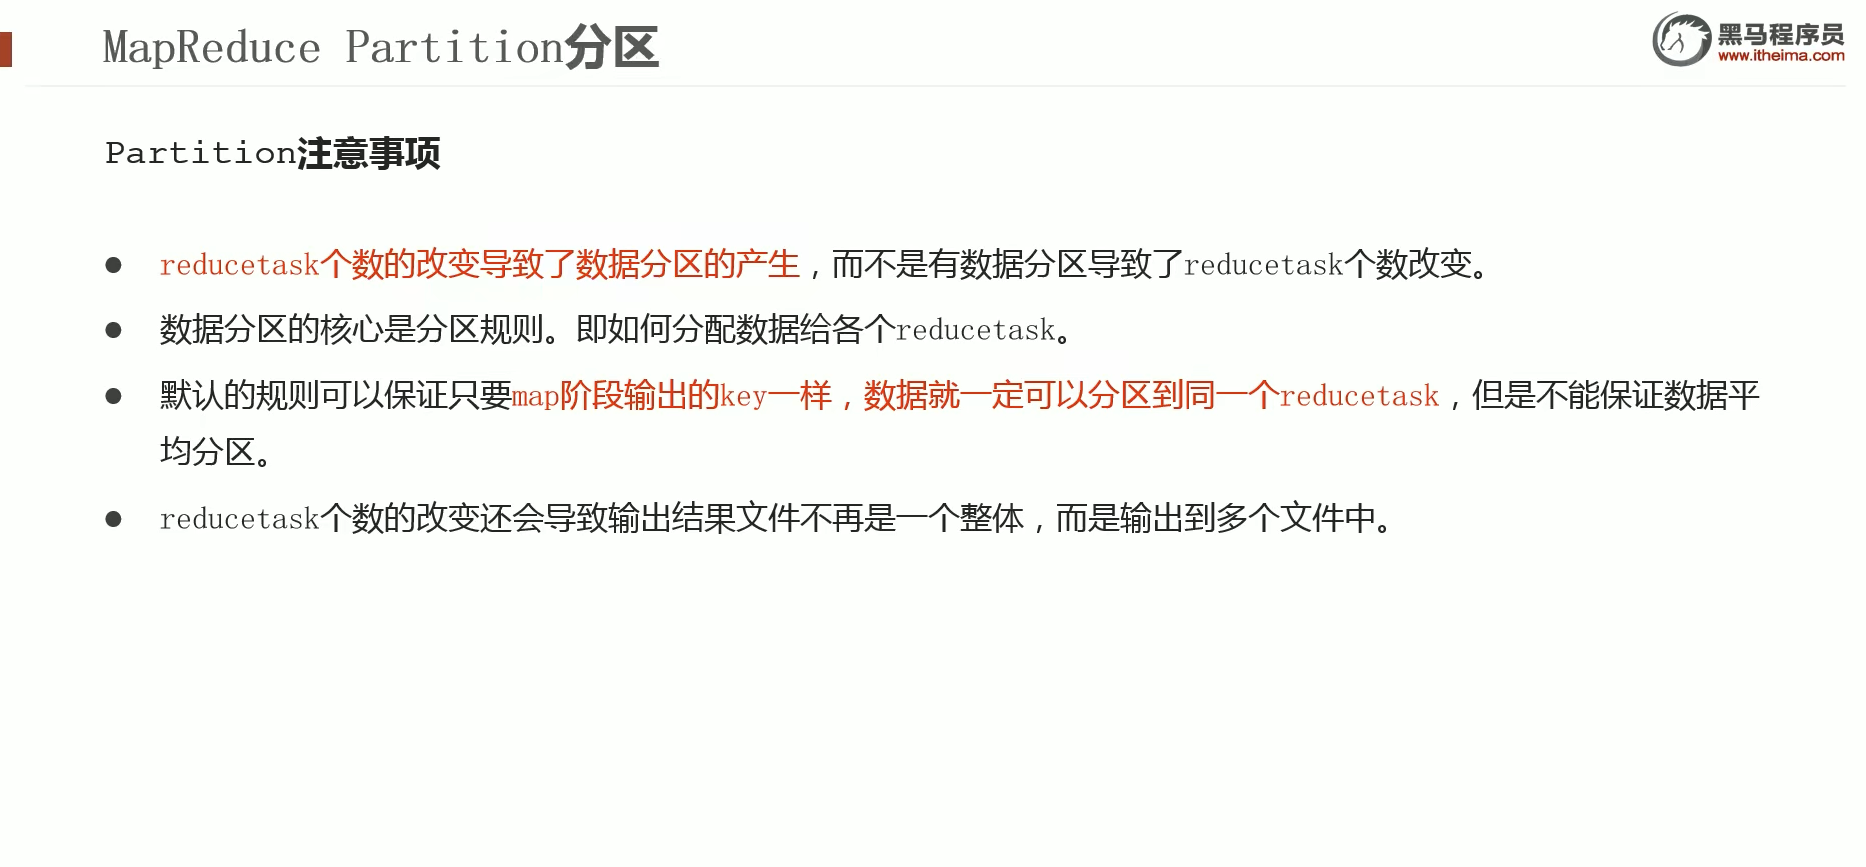 MapReduce Partition分区
黑马程序员
www.itheima.com
Partition注意事项
reducetask个数的改变导致了数据分区的产生，而不是有数据分区导致了reducetask个数改变。
数据分区的核心是分区规则。即如何分配数据给各个reducetask。
默认的规则可以保证只要map阶段输出的key一样，数据就一定可以分区到同一个reducetask，但是不能保证数据平
均分区。
reducetask个数的改变还会导致输出结果文件不再是一个整体，而是输出到多个文件中。